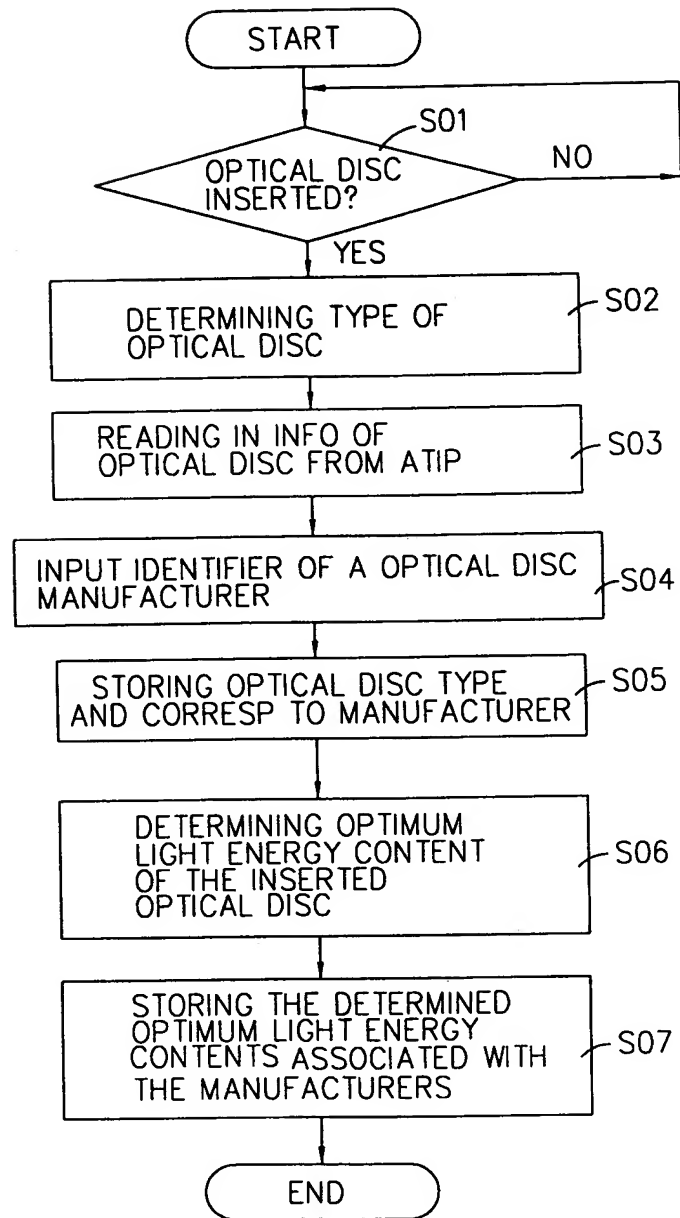 START
S01
OPTICAL DISC
INSERTED?
NO
YES
S02
DETERMINING TYPE OF
OPTICAL DISC
S03
READING IN INFO OF
OPTICAL DISC FROM ATIP
INPUT IDENTIFIER OF A OPTICAL DISC
MANUFACTURER
S04
STORING OPTICAL DISC TYPE
AND CORRESP TO MANUFACTURER
S05
DETERMINING OPTIMUM
LIGHT ENERGY CONTENT
OF THE INSERTED
OPTICAL DISC
S06
STORING THE DETERMINED
OPTIMUM LIGHT ENERGY
CONTENTS ASSOCIATED WITH
THE MANUFACTURERS
S07
END